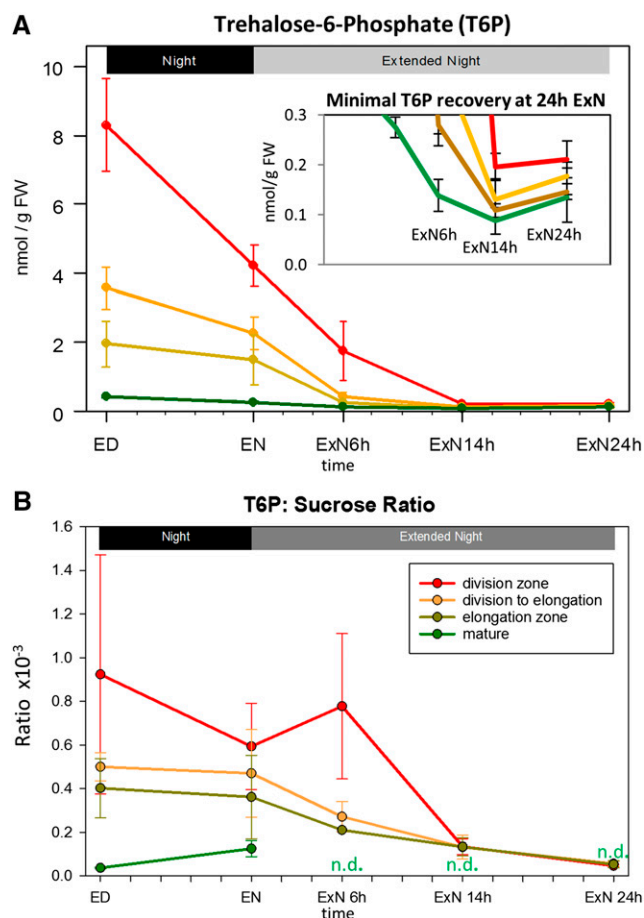 A
Trehalose-6-Phosphate (T6P)
Night
Extended Night
Minimal T6P recovery at 24h ExN
10
8
6
4
2
0
nmol / g FW
0.3
0.2
0.1
0.0
nmol/g FW
ExN6h
ExN14h
ExN24h
ED
EN
ExN6h
ExN14h
ExN24h
time
B
T6P: Sucrose Ratio
Night
Extended Night
1.6
1.4
1.2
1.0
0.8
0.6
0.4
0.2
0.0
Ratio x10-3
division zone
division to elongation
elongation zone
mature
n.d.
n.d.
n.d.
ED
EN
ExN 6h
ExN 14h
ExN 24h
time